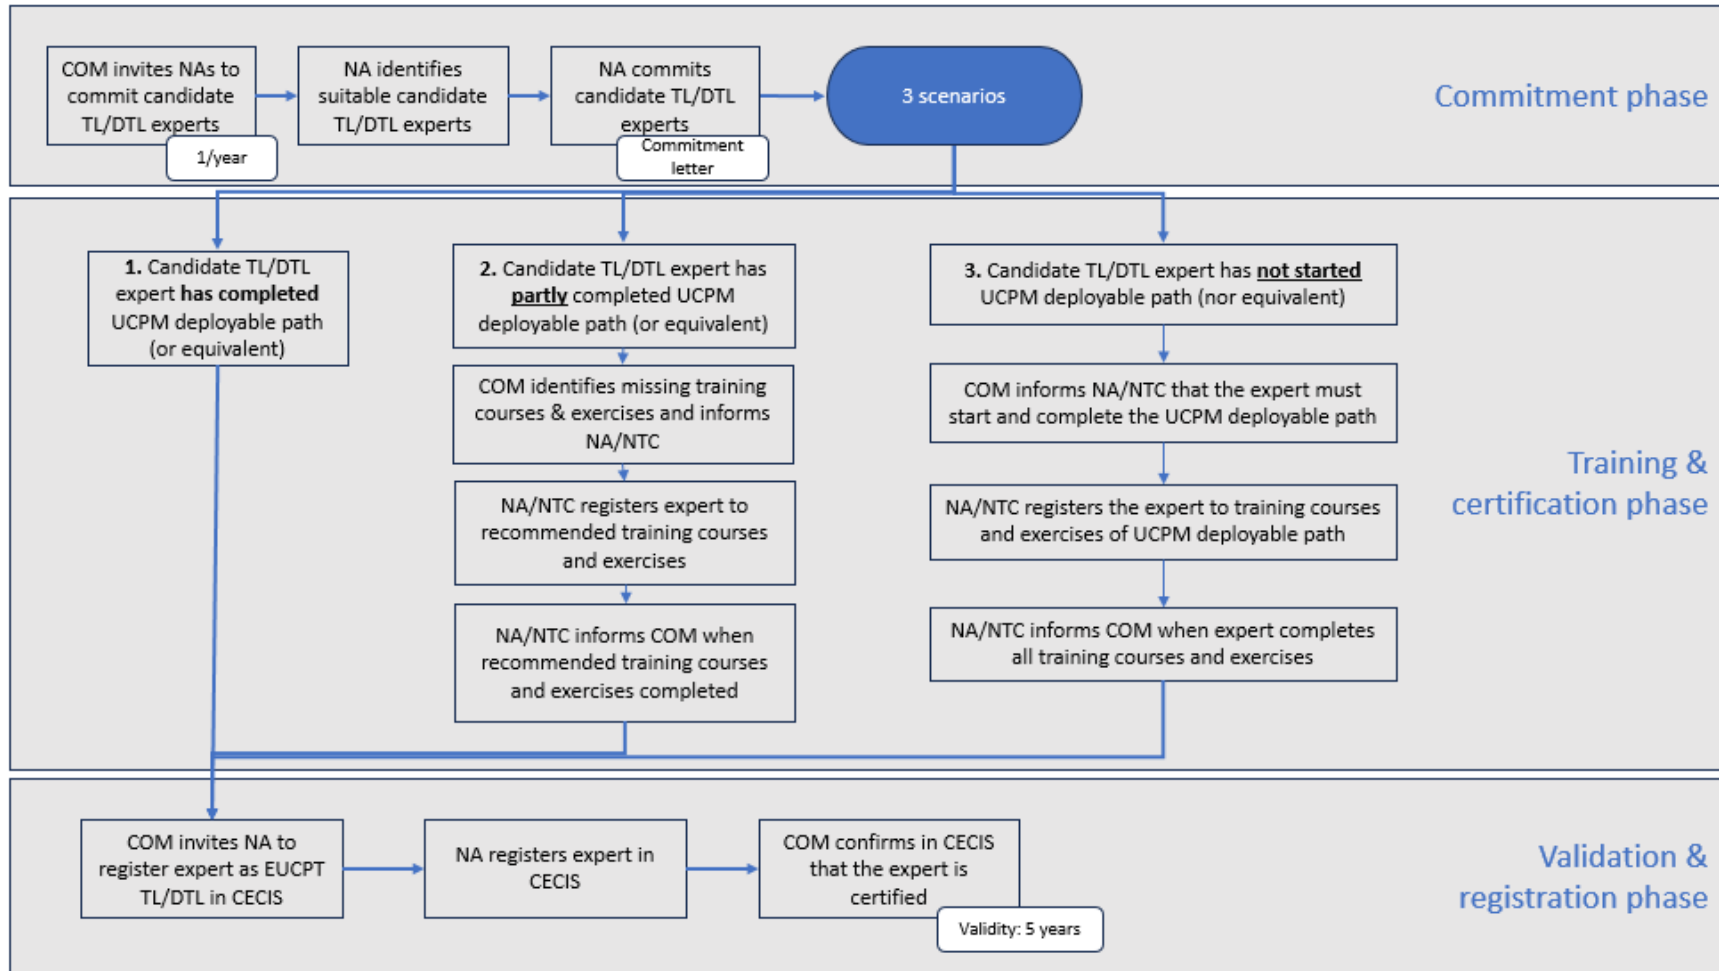 COM invites NAs to
commit candidate
TL/DTL experts
1/year
NA identifies
suitable candidate
TL/DTL experts
NA commits
candidate TL/DTL
experts
Commitment
letter
3 scenarios
Commitment phase
1. Candidate TL/DTL
expert has completed
UCPM deployable path
(or equivalent)
2. Candidate TL/DTL expert has
partly completed UCPM
deployable path (or equivalent)
COM identifies missing training
courses & exercises and informs
NA/NTC
NA/NTC registers expert to
recommended training courses
and exercises
NA/NTC informs COM when
recommended training courses
and exercises completed
3. Candidate TL/DTL expert has not started
UCPM deployable path (nor equivalent)
COM informs NA/NTC that the expert must
start and complete the UCPM deployable path
NA/NTC registers the expert to training courses
and exercises of UCPM deployable path
NA/NTC informs COM when expert completes
all training courses and exercises
Training &
certification phase
COM invites NA to
register expert as EUCPT
TL/DTL in CECIS
NA registers expert in
CECIS
COM confirms in CECIS
that the expert is
certified
Validity: 5 years
Validation &
registration phase